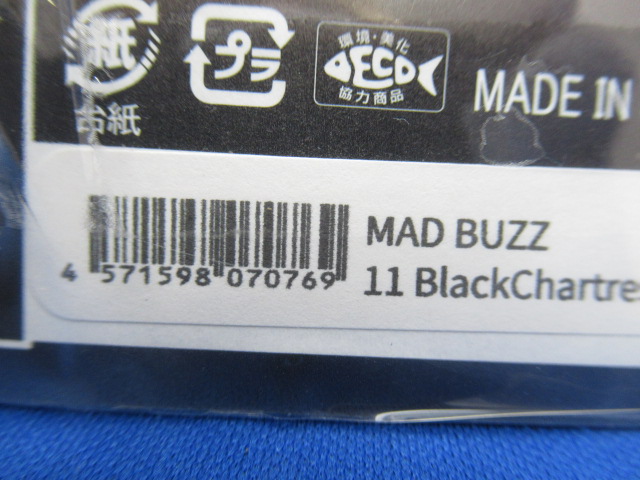 紙
台紙
プラ
環境・美化
ECO
協力商品
MADE IN
MAD BUZZ
11 BlackChartre
4 571598 070769